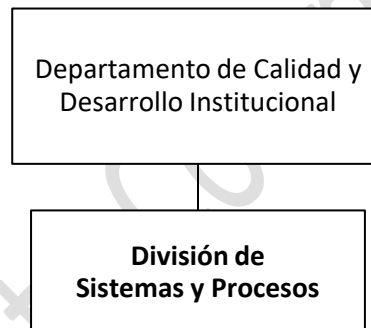 Departamento de Calidad y
Desarrollo Institucional
División de
Sistemas y Procesos